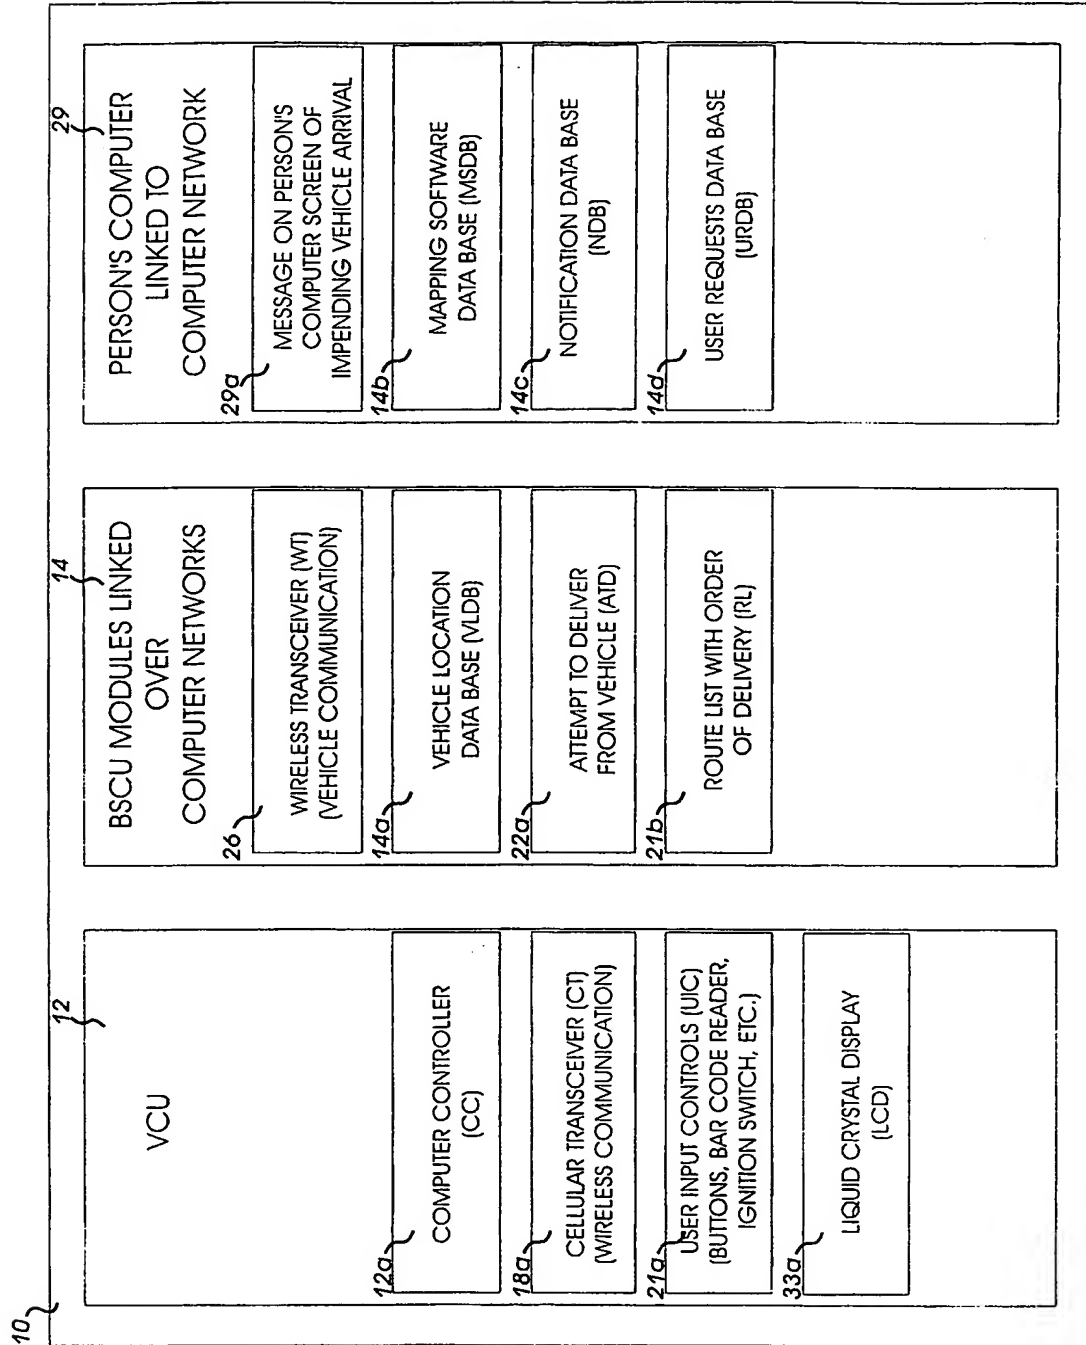 10
12
VCU
12a
COMPUTER CONTROLLER
(CC)
18a
CELLULAR TRANSCEIVER (CT)
(WIRELESS COMMUNICATION)
21a
USER INPUT CONTROLS (UIC)
(BUTTONS, BAR CODE READER,
IGNITION SWITCH, ETC.)
33a
LIQUID CRYSTAL DISPLAY
(LCD)
14
BSCU MODULES LINKED
OVER
COMPUTER NETWORKS
26
WIRELESS TRANSCEIVER (WT)
(VEHICLE COMMUNICATION)
14a
VEHICLE LOCATION
DATA BASE (VLDB)
22a
ATTEMPT TO DELIVER
FROM VEHICLE (ATD)
21b
ROUTE LIST WITH ORDER
OF DELIVERY (RL)
29
PERSON'S COMPUTER
LINKED TO
COMPUTER NETWORK
29a
MESSAGE ON PERSON'S
COMPUTER SCREEN OF
IMPENDING VEHICLE ARRIVAL
14b
MAPPING SOFTWARE
DATA BASE (MSDB)
14c
NOTIFICATION DATA BASE
(NDB)
14d
USER REQUESTS DATA BASE
(URDB)